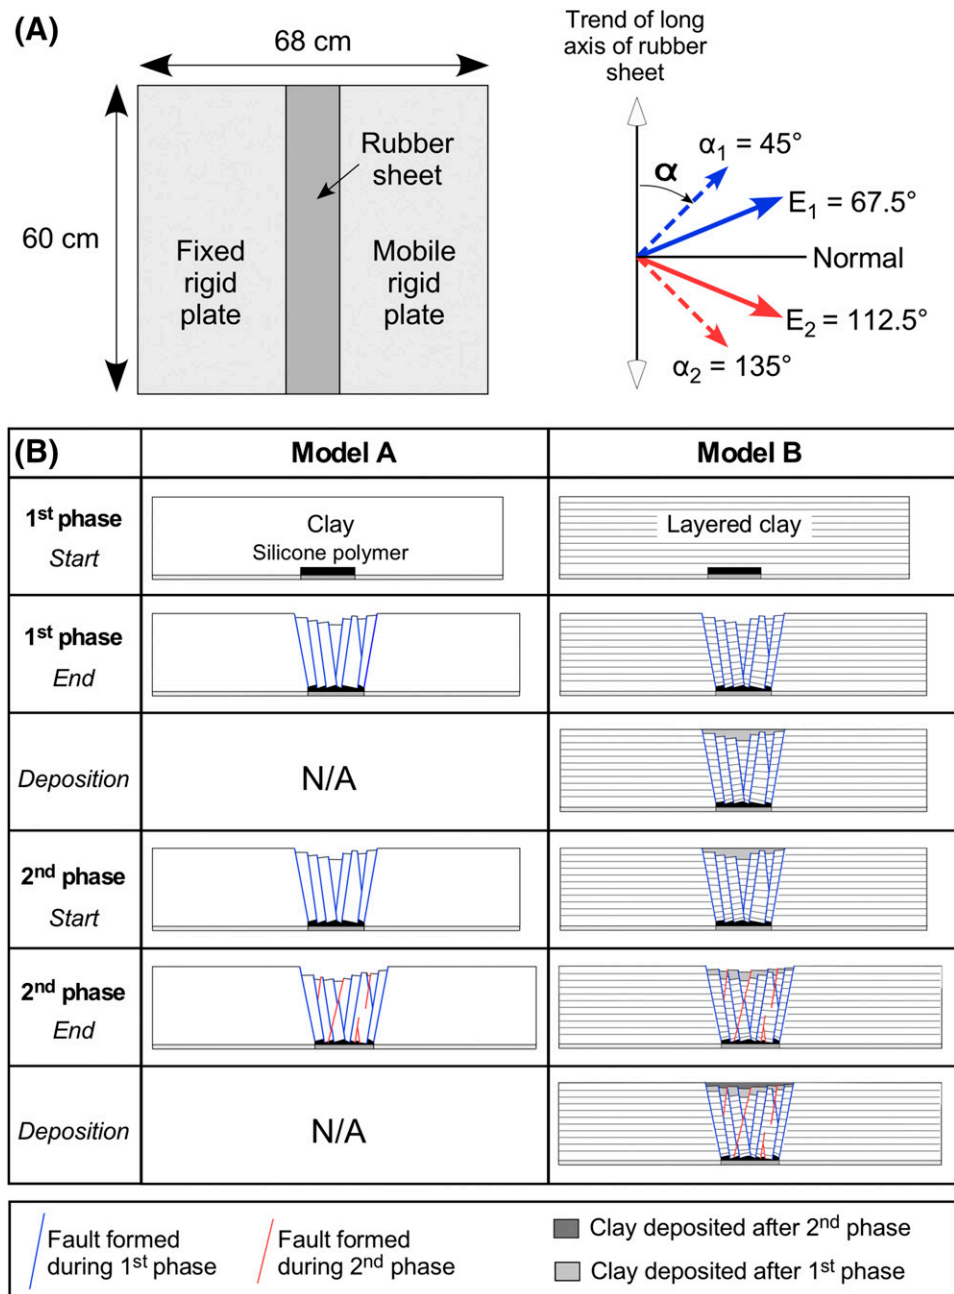 (A)
68 cm
60 cm
Rubber
sheet
Fixed
rigid
plate
Mobile
rigid
plate
Trend of long
axis of rubber
sheet
α
α₁ = 45°
E₁ = 67.5°
Normal
E₂ = 112.5°
α₂ = 135°
(B)
Model A
Model B
1st phase
Start
Clay
Silicone polymer
Layered clay
1st phase
End
Deposition
N/A
2nd phase
Start
2nd phase
End
Deposition
N/A
Fault formed
during 1st phase
Fault formed
during 2nd phase
Clay deposited after 2nd phase
Clay deposited after 1st phase